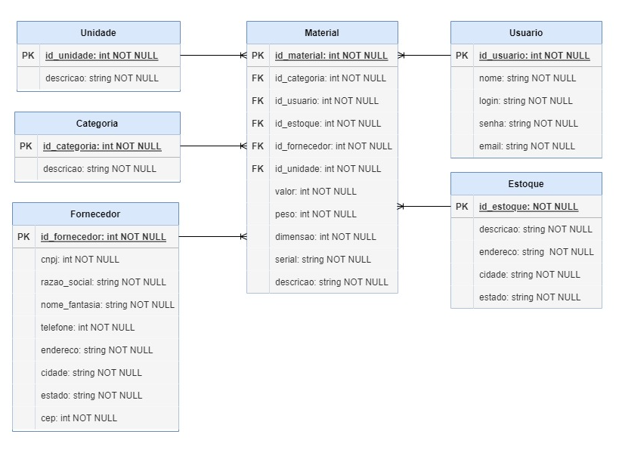 Unidade
PK id_unidade: int NOT NULL
descricao: string NOT NULL
Categoria
PK id_categoria: int NOT NULL
descricao: string NOT NULL
Fornecedor
PK id_fornecedor: int NOT NULL
cnpj: int NOT NULL
razao_social: string NOT NULL
nome_fantasia: string NOT NULL
telefone: int NOT NULL
endereco: string NOT NULL
cidade: string NOT NULL
estado: string NOT NULL
cep: int NOT NULL
Material
PK id_material: int NOT NULL
FK id_categoria: int NOT NULL
FK id_usuario: int NOT NULL
FK id_estoque: int NOT NULL
FK id_fornecedor: int NOT NULL
FK id_unidade: int NOT NULL
valor: int NOT NULL
peso: int NOT NULL
dimensao: int NOT NULL
serial: string NOT NULL
descricao: string NOT NULL
Usuario
PK id_usuario: int NOT NULL
nome: string NOT NULL
login: string NOT NULL
senha: string NOT NULL
email: string NOT NULL
Estoque
PK id_estoque: NOT NULL
descricao: string NOT NULL
endereco: string NOT NULL
cidade: string NOT NULL
estado: string NOT NULL